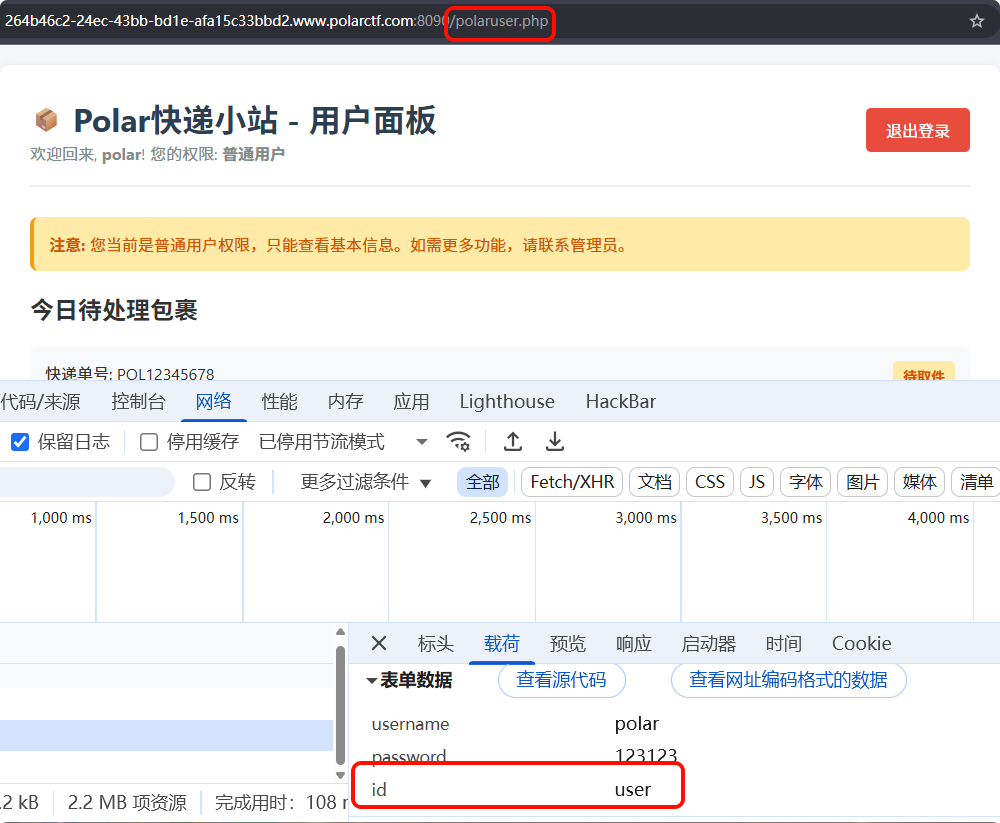 264b46c2-24ec-43bb-bd1e-afa15c33bbd2.www.polarctf.com:8090/polaruser.php
Polar快递小站 - 用户面板
退出登录
欢迎回来, polar! 您的权限: 普通用户
注意: 您当前是普通用户权限，只能查看基本信息。如需更多功能，请联系管理员。
今日待处理包裹
快递单号: POL12345678
待取件
代码/来源 控制台 网络 性能 内存 应用 Lighthouse HackBar
保留日志 停用缓存 已停用节流模式
反转 更多过滤条件 全部 Fetch/XHR 文档 CSS JS 字体 图片 媒体 清单
1,000 ms 1,500 ms 2,000 ms 2,500 ms 3,000 ms 3,500 ms 4,000 ms
标头 载荷 预览 响应 启动器 时间 Cookie
表单数据 查看源代码 查看网址编码格式的数据
username polar
password 123123
id user
.2 kB 2.2 MB 项资源 完成用时： 108